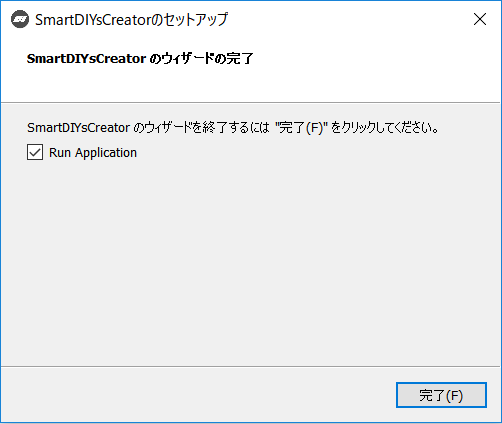 SmartDIYsCreatorのセットアップ
SmartDIYsCreator のウィザードの完了
SmartDIYsCreator のウィザードを終了するには "完了(F)" をクリックしてください。
Run Application
完了(F)